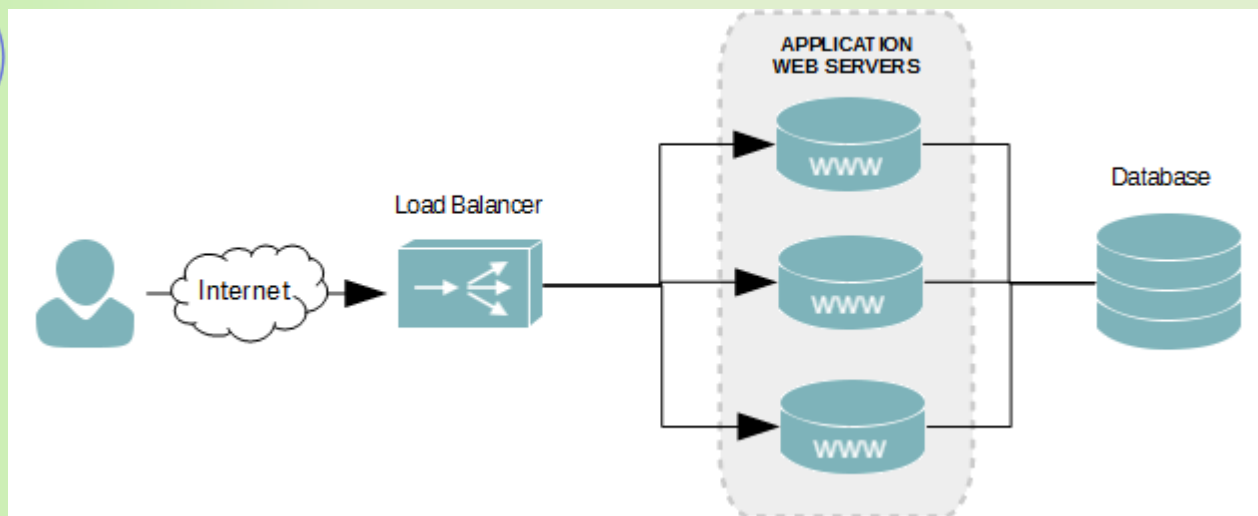 APPLICATION
WEB SERVERS
WWW
Database
Load Balancer
Internet
WWW
WWW